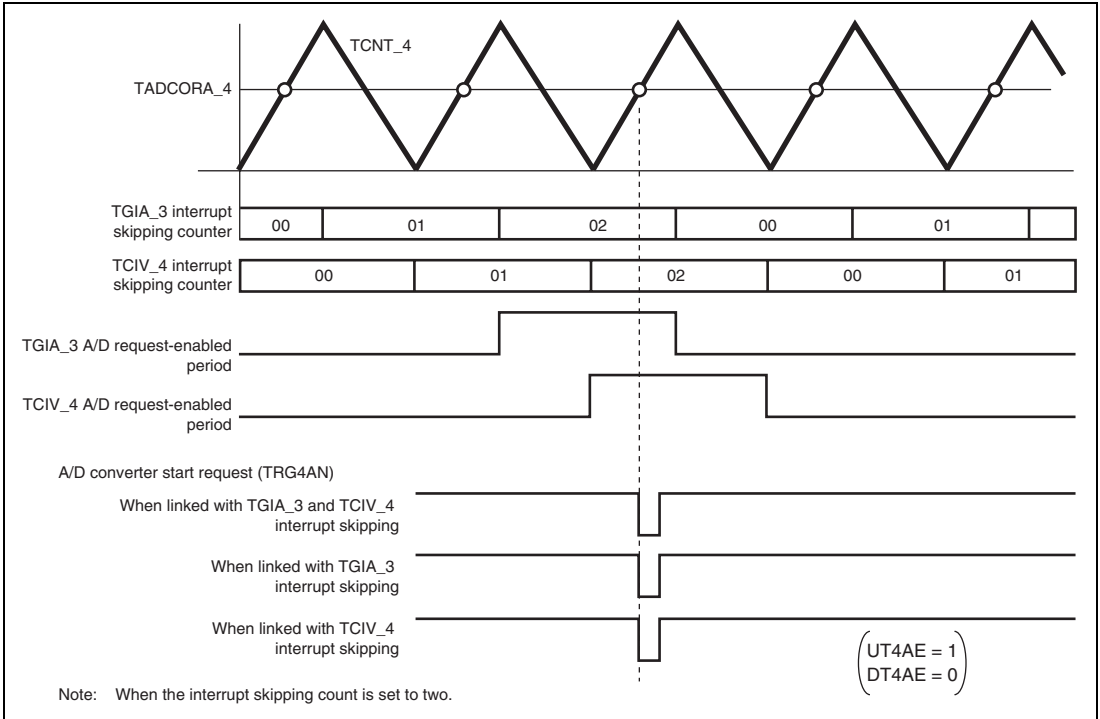 TCNT_4
TADCORA_4
TGIA_3 interrupt
skipping counter
00
01
02
00
01
TCIV_4 interrupt
skipping counter
00
01
02
00
01
TGIA_3 A/D request-enabled
period
TCIV_4 A/D request-enabled
period
A/D converter start request (TRG4AN)
When linked with TGIA_3 and TCIV_4
interrupt skipping
When linked with TGIA_3
interrupt skipping
When linked with TCIV_4
interrupt skipping
UT4AE = 1
DT4AE = 0
Note: When the interrupt skipping count is set to two.